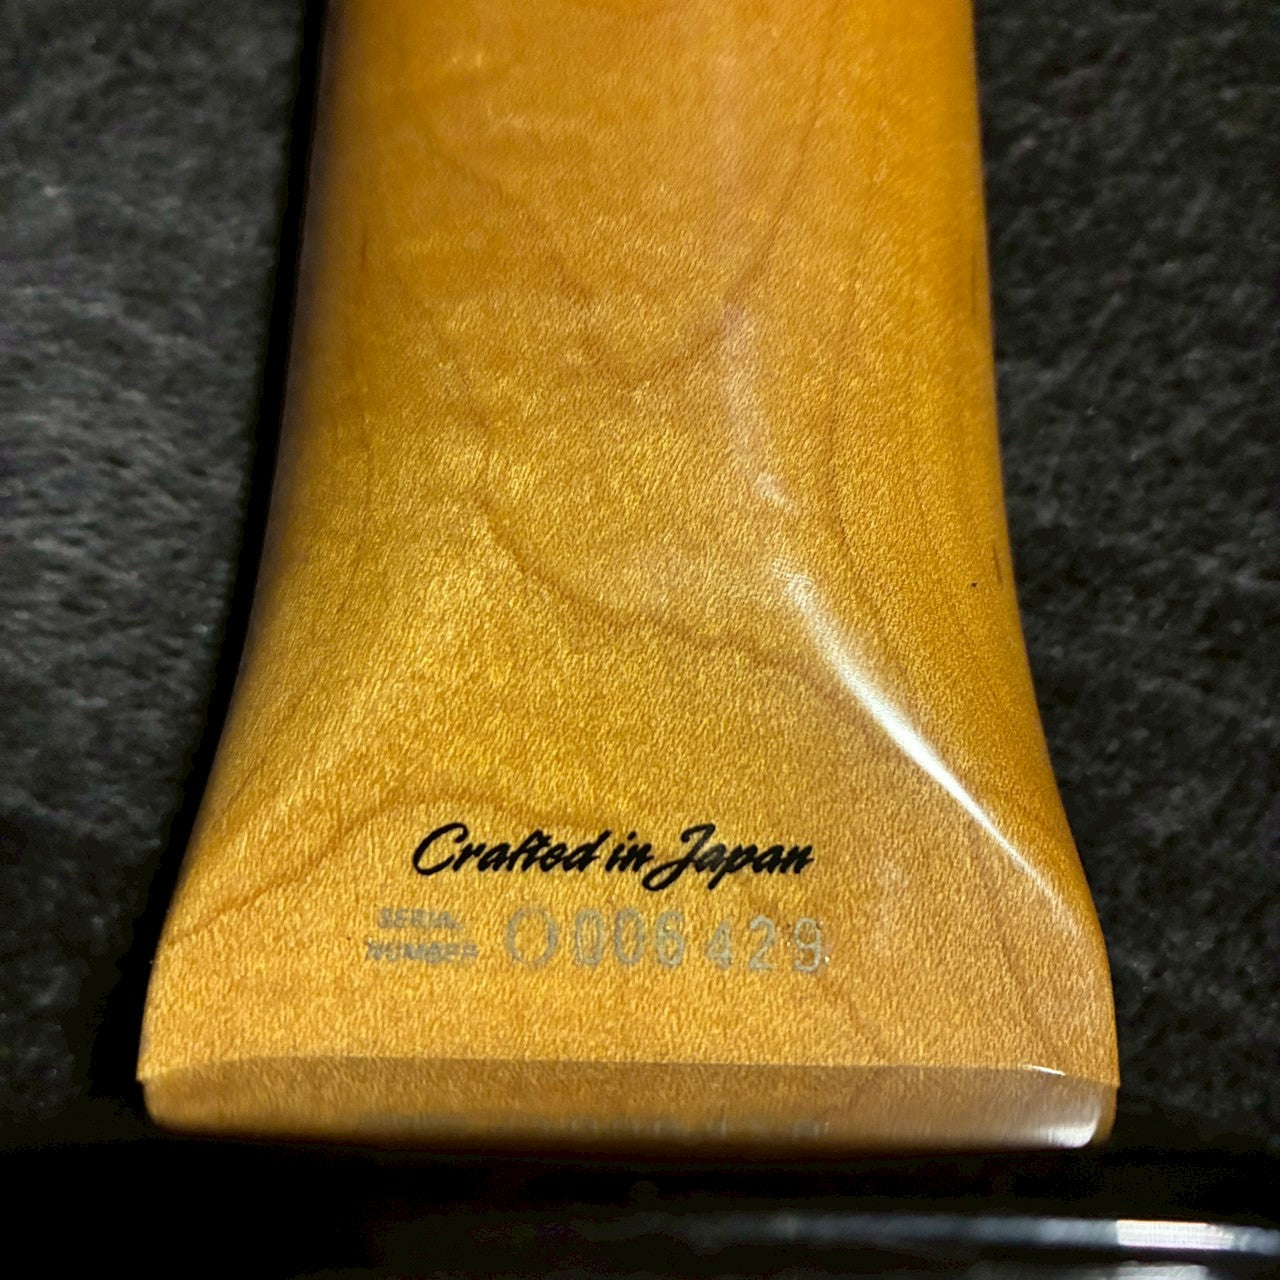 Crafted in Japan
SERIAL
NUMBER O006429